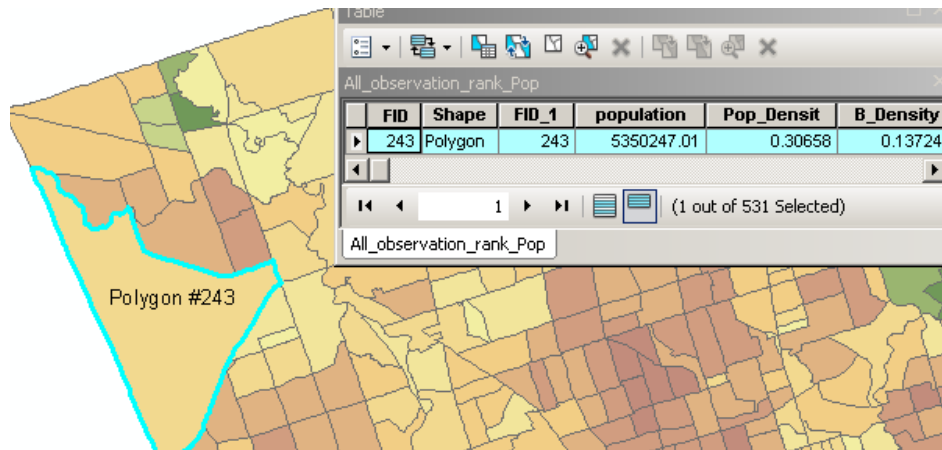 Table
All_observation_rank_Pop
FID Shape FID_1 population Pop_Densit B_Density
243 Polygon 243 5350247.01 0.30658 0.13724
1 (1 out of 531 Selected)
All_observation_rank_Pop
Polygon #243